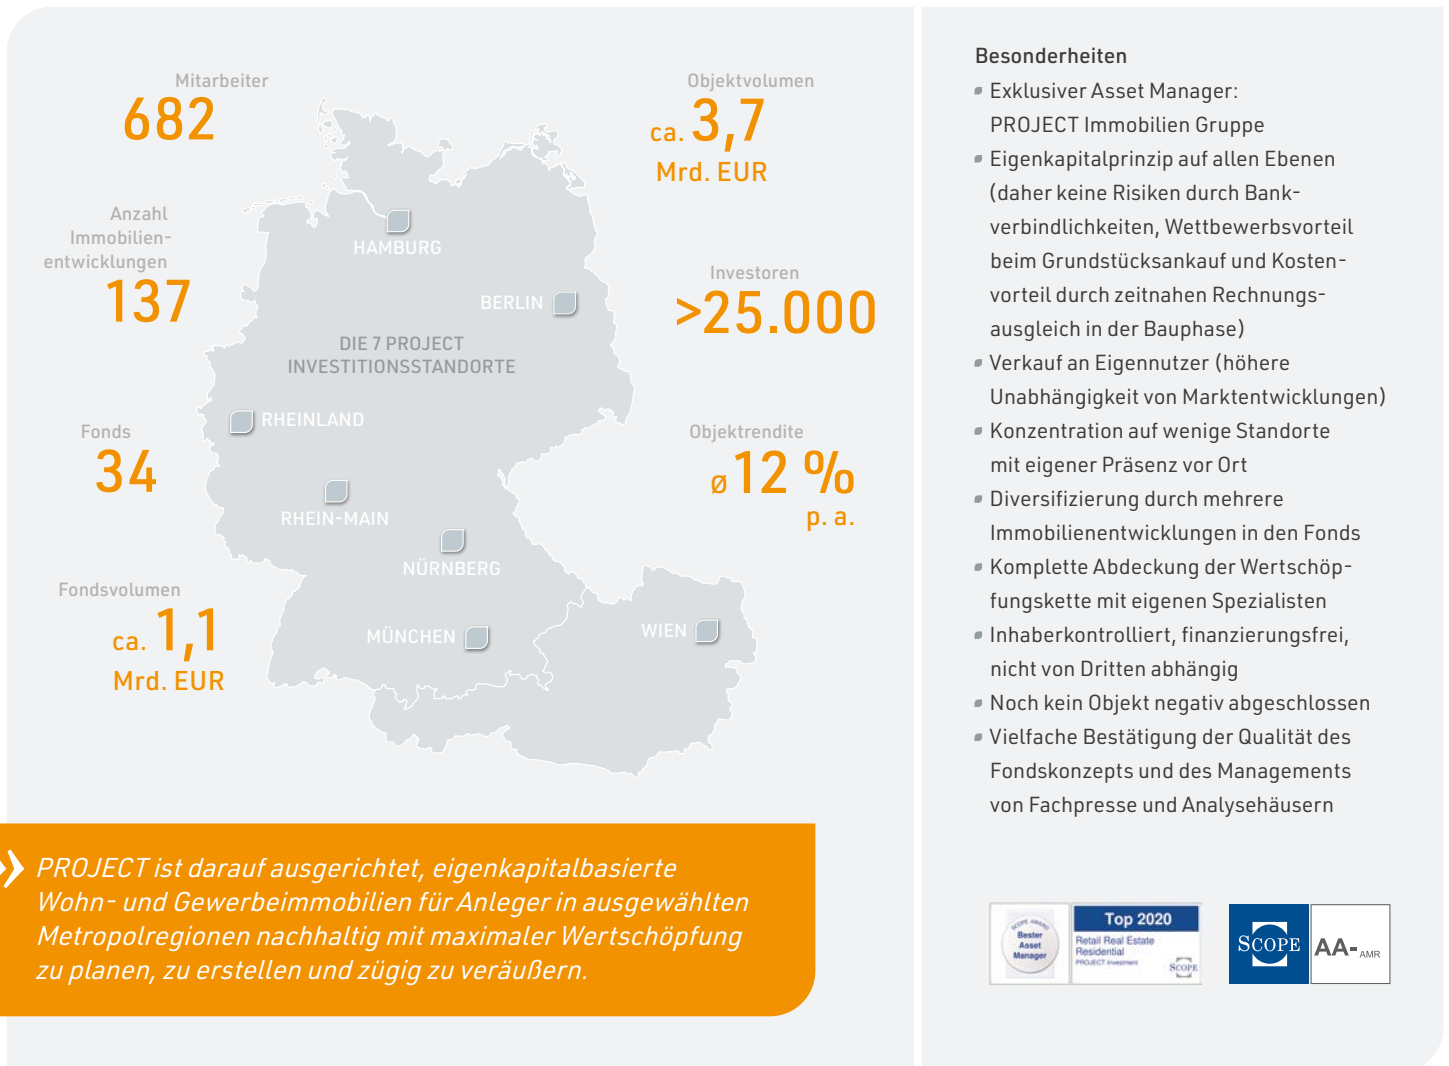 Mitarbeiter
682
Anzahl
Immobilien-
entwicklungen
137
Fonds
34
Fondsvolumen
ca. 1,1
Mrd. EUR
HAMBURG
BERLIN
DIE 7 PROJECT
INVESTITIONSSTANDORTE
RHEINLAND
RHEIN-MAIN
NÜRNBERG
MÜNCHEN
WIEN
Objektvolumen
ca. 3,7
Mrd. EUR
Investoren
>25.000
Objektrendite
ø 12 %
p. a.
» PROJECT ist darauf ausgerichtet, eigenkapitalbasierte
Wohn- und Gewerbeimmobilien für Anleger in ausgewählten
Metropolregionen nachhaltig mit maximaler Wertschöpfung
zu planen, zu erstellen und zügig zu veräußern.
Besonderheiten
Exklusiver Asset Manager:
PROJECT Immobilien Gruppe
Eigenkapitalprinzip auf allen Ebenen
(daher keine Risiken durch Bank-
verbindlichkeiten, Wettbewerbsvorteil
beim Grundstücksankauf und Kosten-
vorteil durch zeitnahen Rechnungs-
ausgleich in der Bauphase)
Verkauf an Eigennutzer (höhere
Unabhängigkeit von Marktentwicklungen)
Konzentration auf wenige Standorte
mit eigener Präsenz vor Ort
Diversifizierung durch mehrere
Immobilienentwicklungen in den Fonds
Komplette Abdeckung der Wertschöp-
fungskette mit eigenen Spezialisten
Inhaberkontrolliert, finanzierungsfrei,
nicht von Dritten abhängig
Noch kein Objekt negativ abgeschlossen
Vielfache Bestätigung der Qualität des
Fondskonzepts und des Managements
von Fachpresse und Analysehäusern
SCOPE AWARD
Bester
Asset
Manager
Top 2020
Retail Real Estate
Residential
PROJECT Investment
SCOPE
SCOPE
AA- AMR